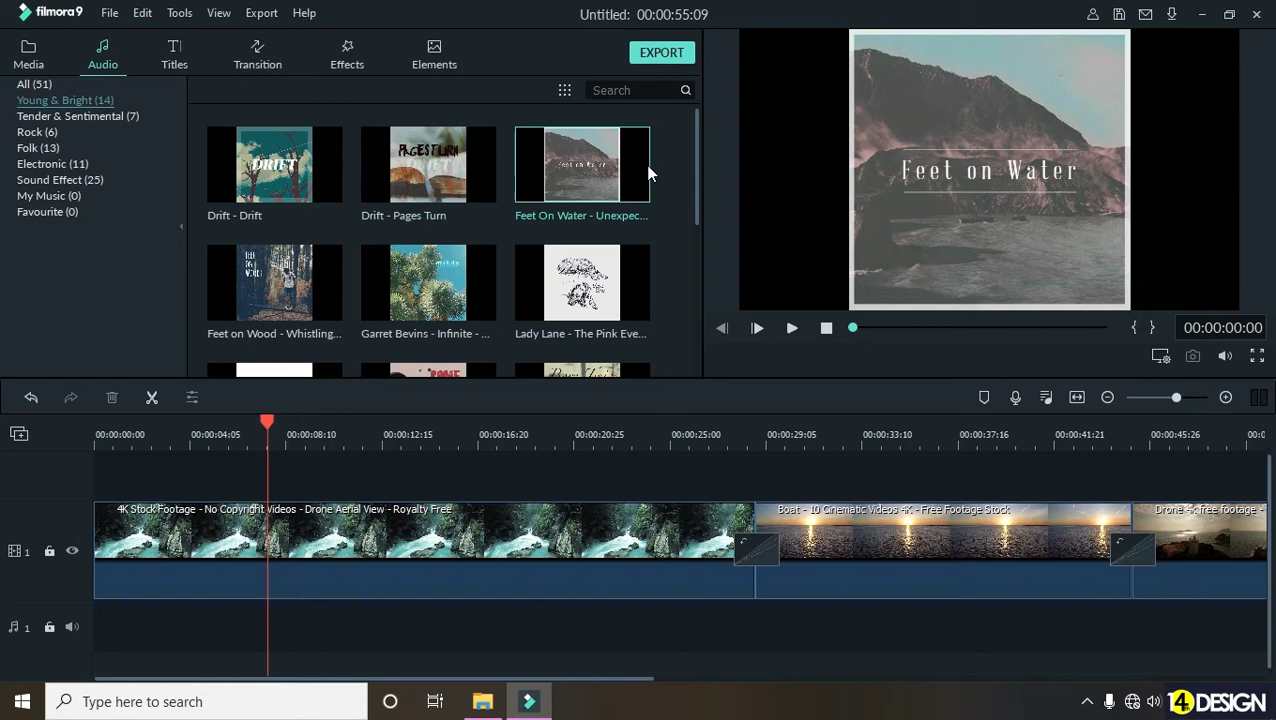 filmora9 File Edit Tools View Export Help Untitled: 00:00:55:09
Media Audio Titles Transition Effects Elements EXPORT
All (51)
Young & Bright (14)
Tender & Sentimental (7)
Rock (6)
Folk (13)
Electronic (11)
Sound Effect (25)
My Music (0)
Favourite (0)
Search
DRIFT
PAGES TURN
Feet on Water
Drift - Drift Drift - Pages Turn Feet On Water - Unexpec...
Feet on Wood - Whistling... Garret Bevins - Infinite - ... Lady Lane - The Pink Eve...
Feet on Water
{ } 00:00:00:00
00:00:00:00 00:00:04:05 00:00:08:10 00:00:12:15 00:00:16:20 00:00:20:25 00:00:25:00 00:00:29:05 00:00:33:10 00:00:37:16 00:00:41:21 00:00:45:26
4K Stock Footage - No Copyright Videos - Drone Aerial View - Royalty Free
Boat - 10 Cinematic Videos 4K - Free Footage Stock
Drone 4k free footage -
1
1
Type here to search
4 DESIGN